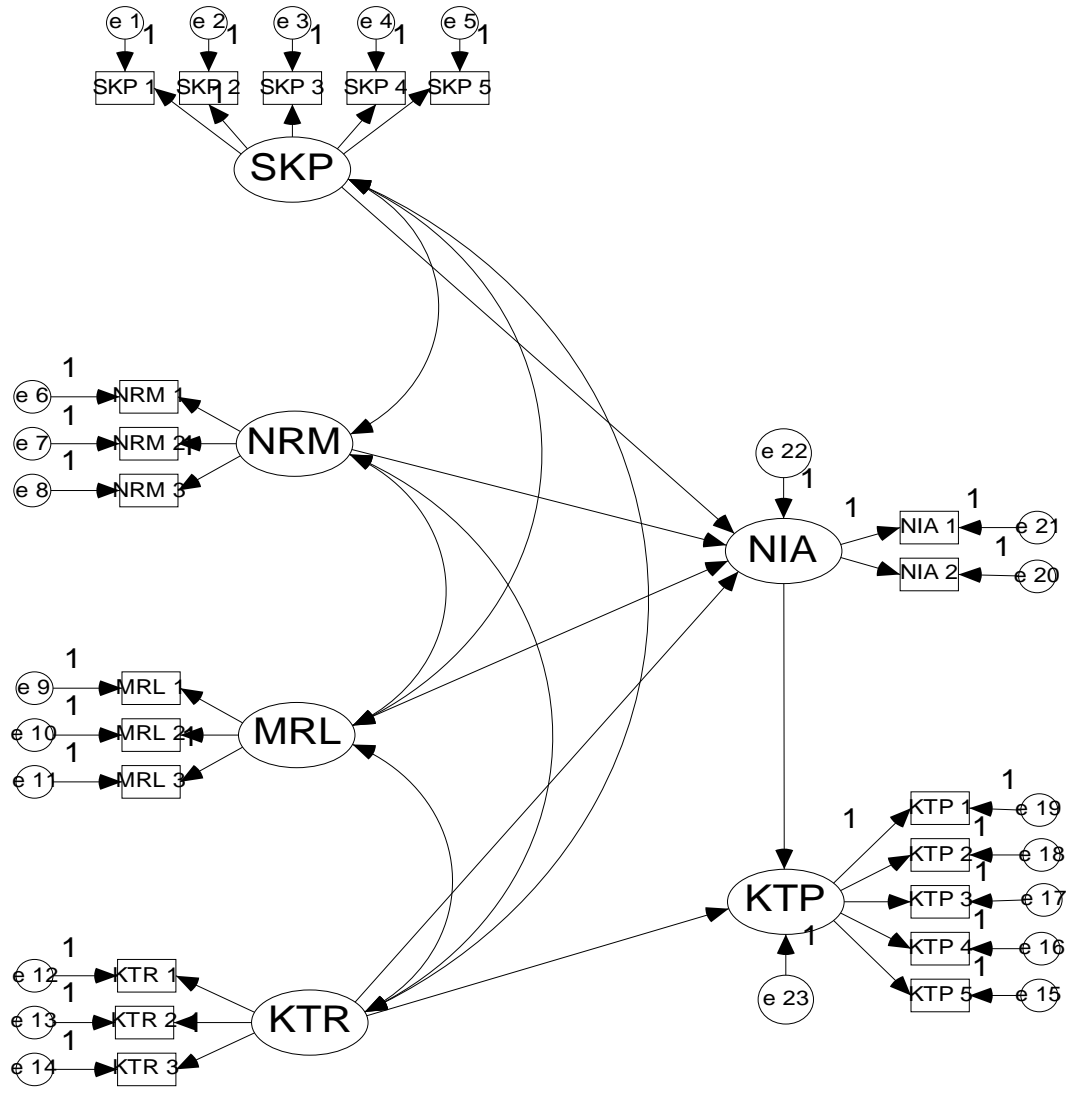 e 1 e 2 e 3 e 4 e 5
1 1 1 1 1
SKP 1 SKP 2 SKP 3 SKP 4 SKP 5
1
SKP
1
e 6 NRM 1
1
e 7 NRM 2 1
1
e 8 NRM 3
NRM
e 22
1
NIA
1
NIA 1 1 e 21
NIA 2 1 e 20
1
e 9 MRL 1
1
e 10 MRL 2 1
1
e 11 MRL 3
MRL
1
KTP 1 1 e 19
KTP 2 1 e 18
KTP 3 1 e 17
KTP 4 1 e 16
KTP 5 1 e 15
KTP
1
e 23
1
e 12 KTR 1
1
e 13 KTR 2 1
1
e 14 KTR 3
KTR